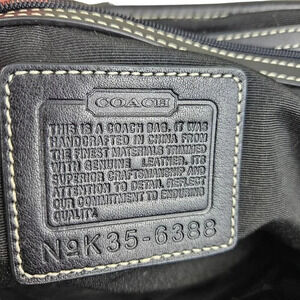 COACH
THIS IS A COACH BAG. IT WAS
HANDCRAFTED IN CHINA FROM
THE FINEST MATERIALS TRIMMED
WITH GENUINE LEATHER. ITS
SUPERIOR CRAFTSMANSHIP AND
ATTENTION TO DETAIL REFLECT
OUR COMMITMENT TO ENDURING
QUALITY.
NoK35-6388